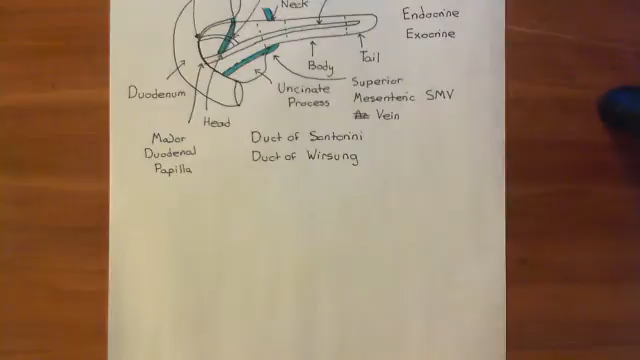 Neck
Endocrine
Exocrine
Tail
Body
Duodenum
Uncinate
Process
Superior
Mesenteric SMV
Vein
Head
Major
Duodenal
Papilla
Duct of Santorini
Duct of Wirsung